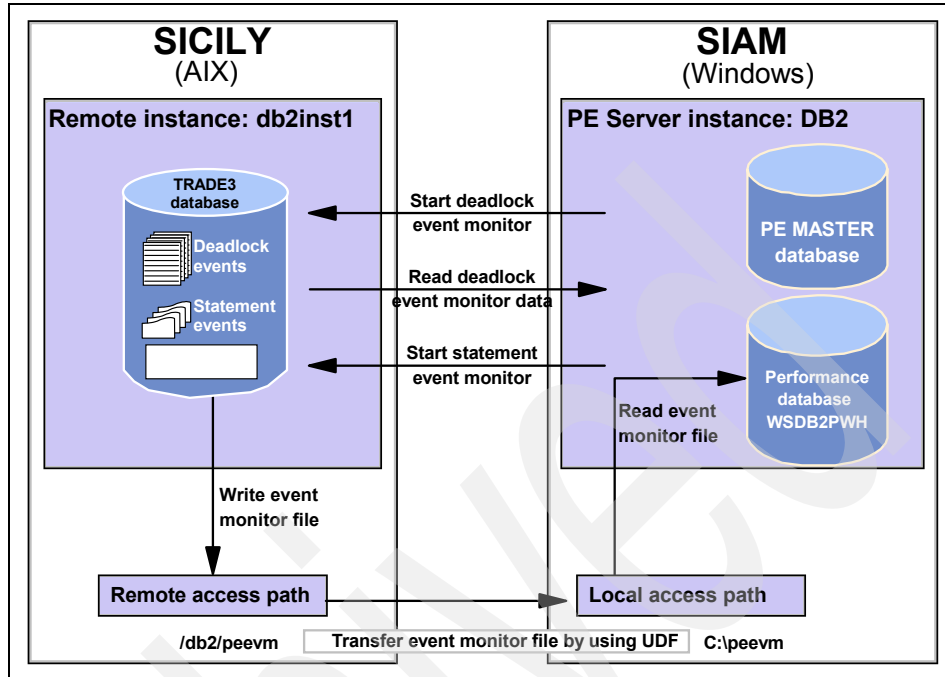 SICILY
(AIX)
Remote instance: db2inst1
TRADE3
database
Deadlock
events
Statement
events
Write event
monitor file
Remote access path
/db2/peevm
Start deadlock
event monitor
Read deadlock
event monitor data
Start statement
event monitor
SIAM
(Windows)
PE Server instance: DB2
PE MASTER
database
Performance
database
WSDB2PWH
Read event
monitor file
Local access path
Transfer event monitor file by using UDF
C:\peevm